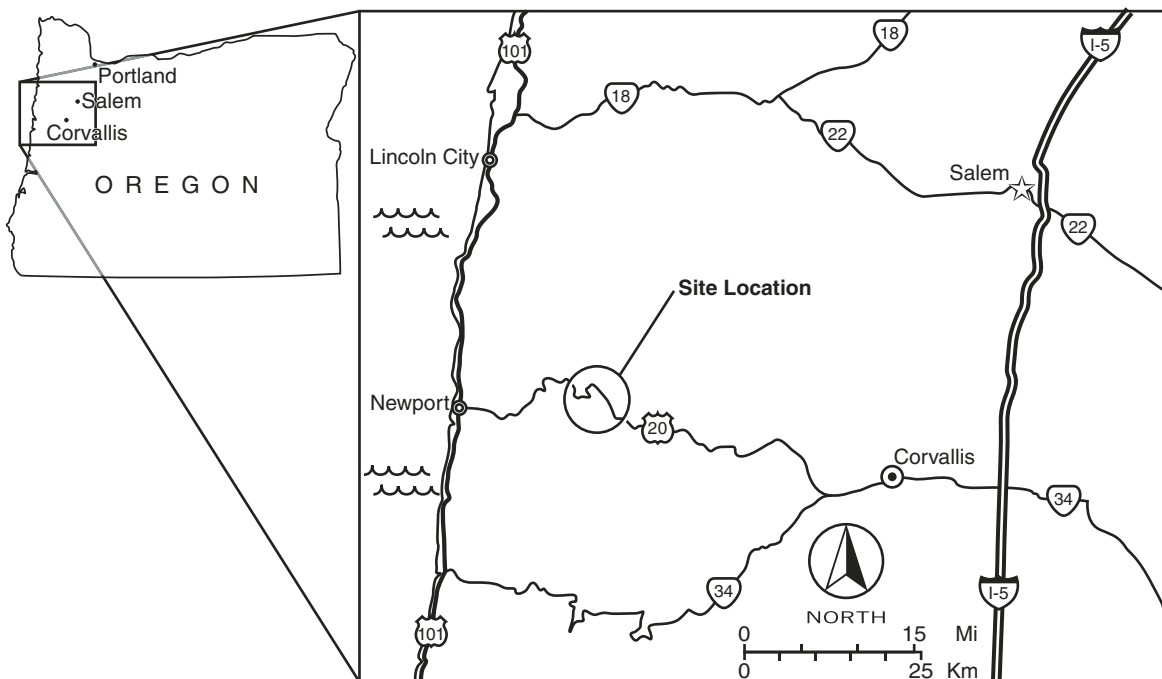 Portland
Salem
Corvallis
OREGON
101
18
I-5
18
22
Lincoln City
Salem
22
Site Location
Newport
20
Corvallis
34
34
I-5
NORTH
101
0 15 Mi
0 25 Km